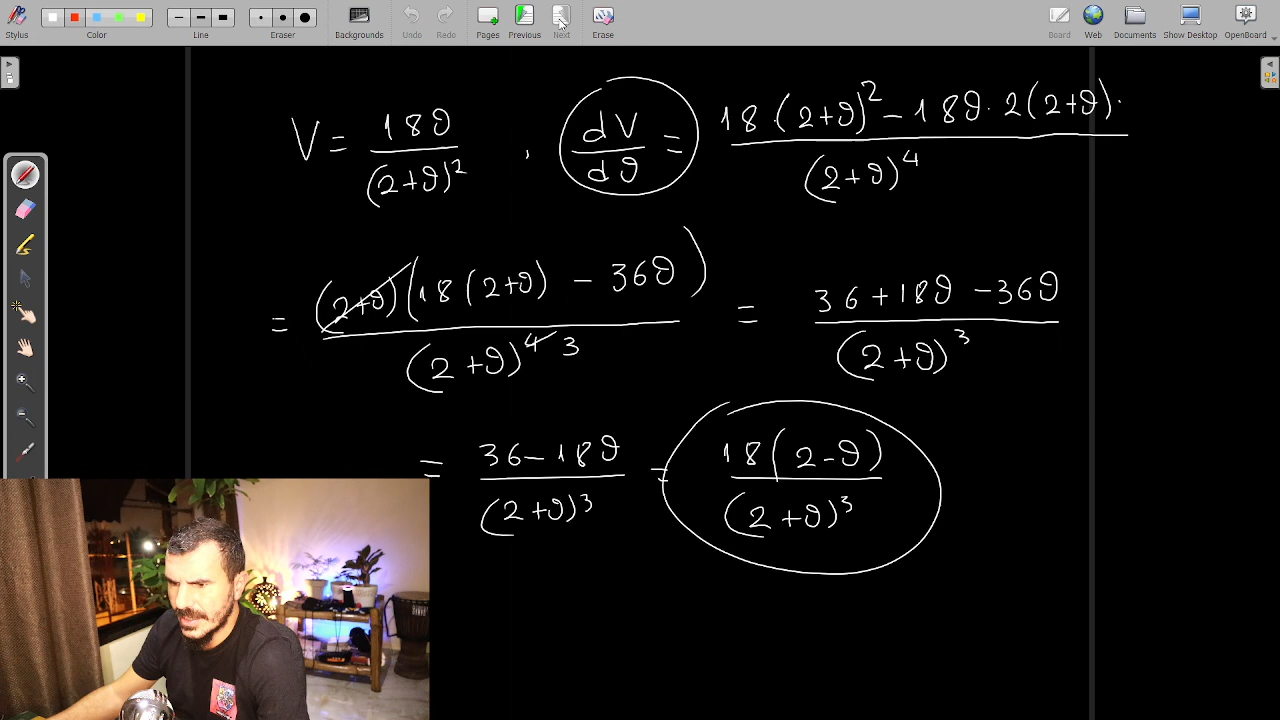 Stylus Color Line Eraser Backgrounds Undo Redo Pages Previous Next Erase Board Web Documents Show Desktop OpenBoard
V = 18θ/(2+θ)² , dV/dθ = 18·(2+θ)² − 18θ·2(2+θ)·/(2+θ)⁴
= (2+θ)(18(2+θ) − 36θ)/(2+θ)⁴ 3 = 36+18θ −36θ/(2+θ)³
= 36−18θ/(2+θ)³ = 18(2−θ)/(2+θ)³